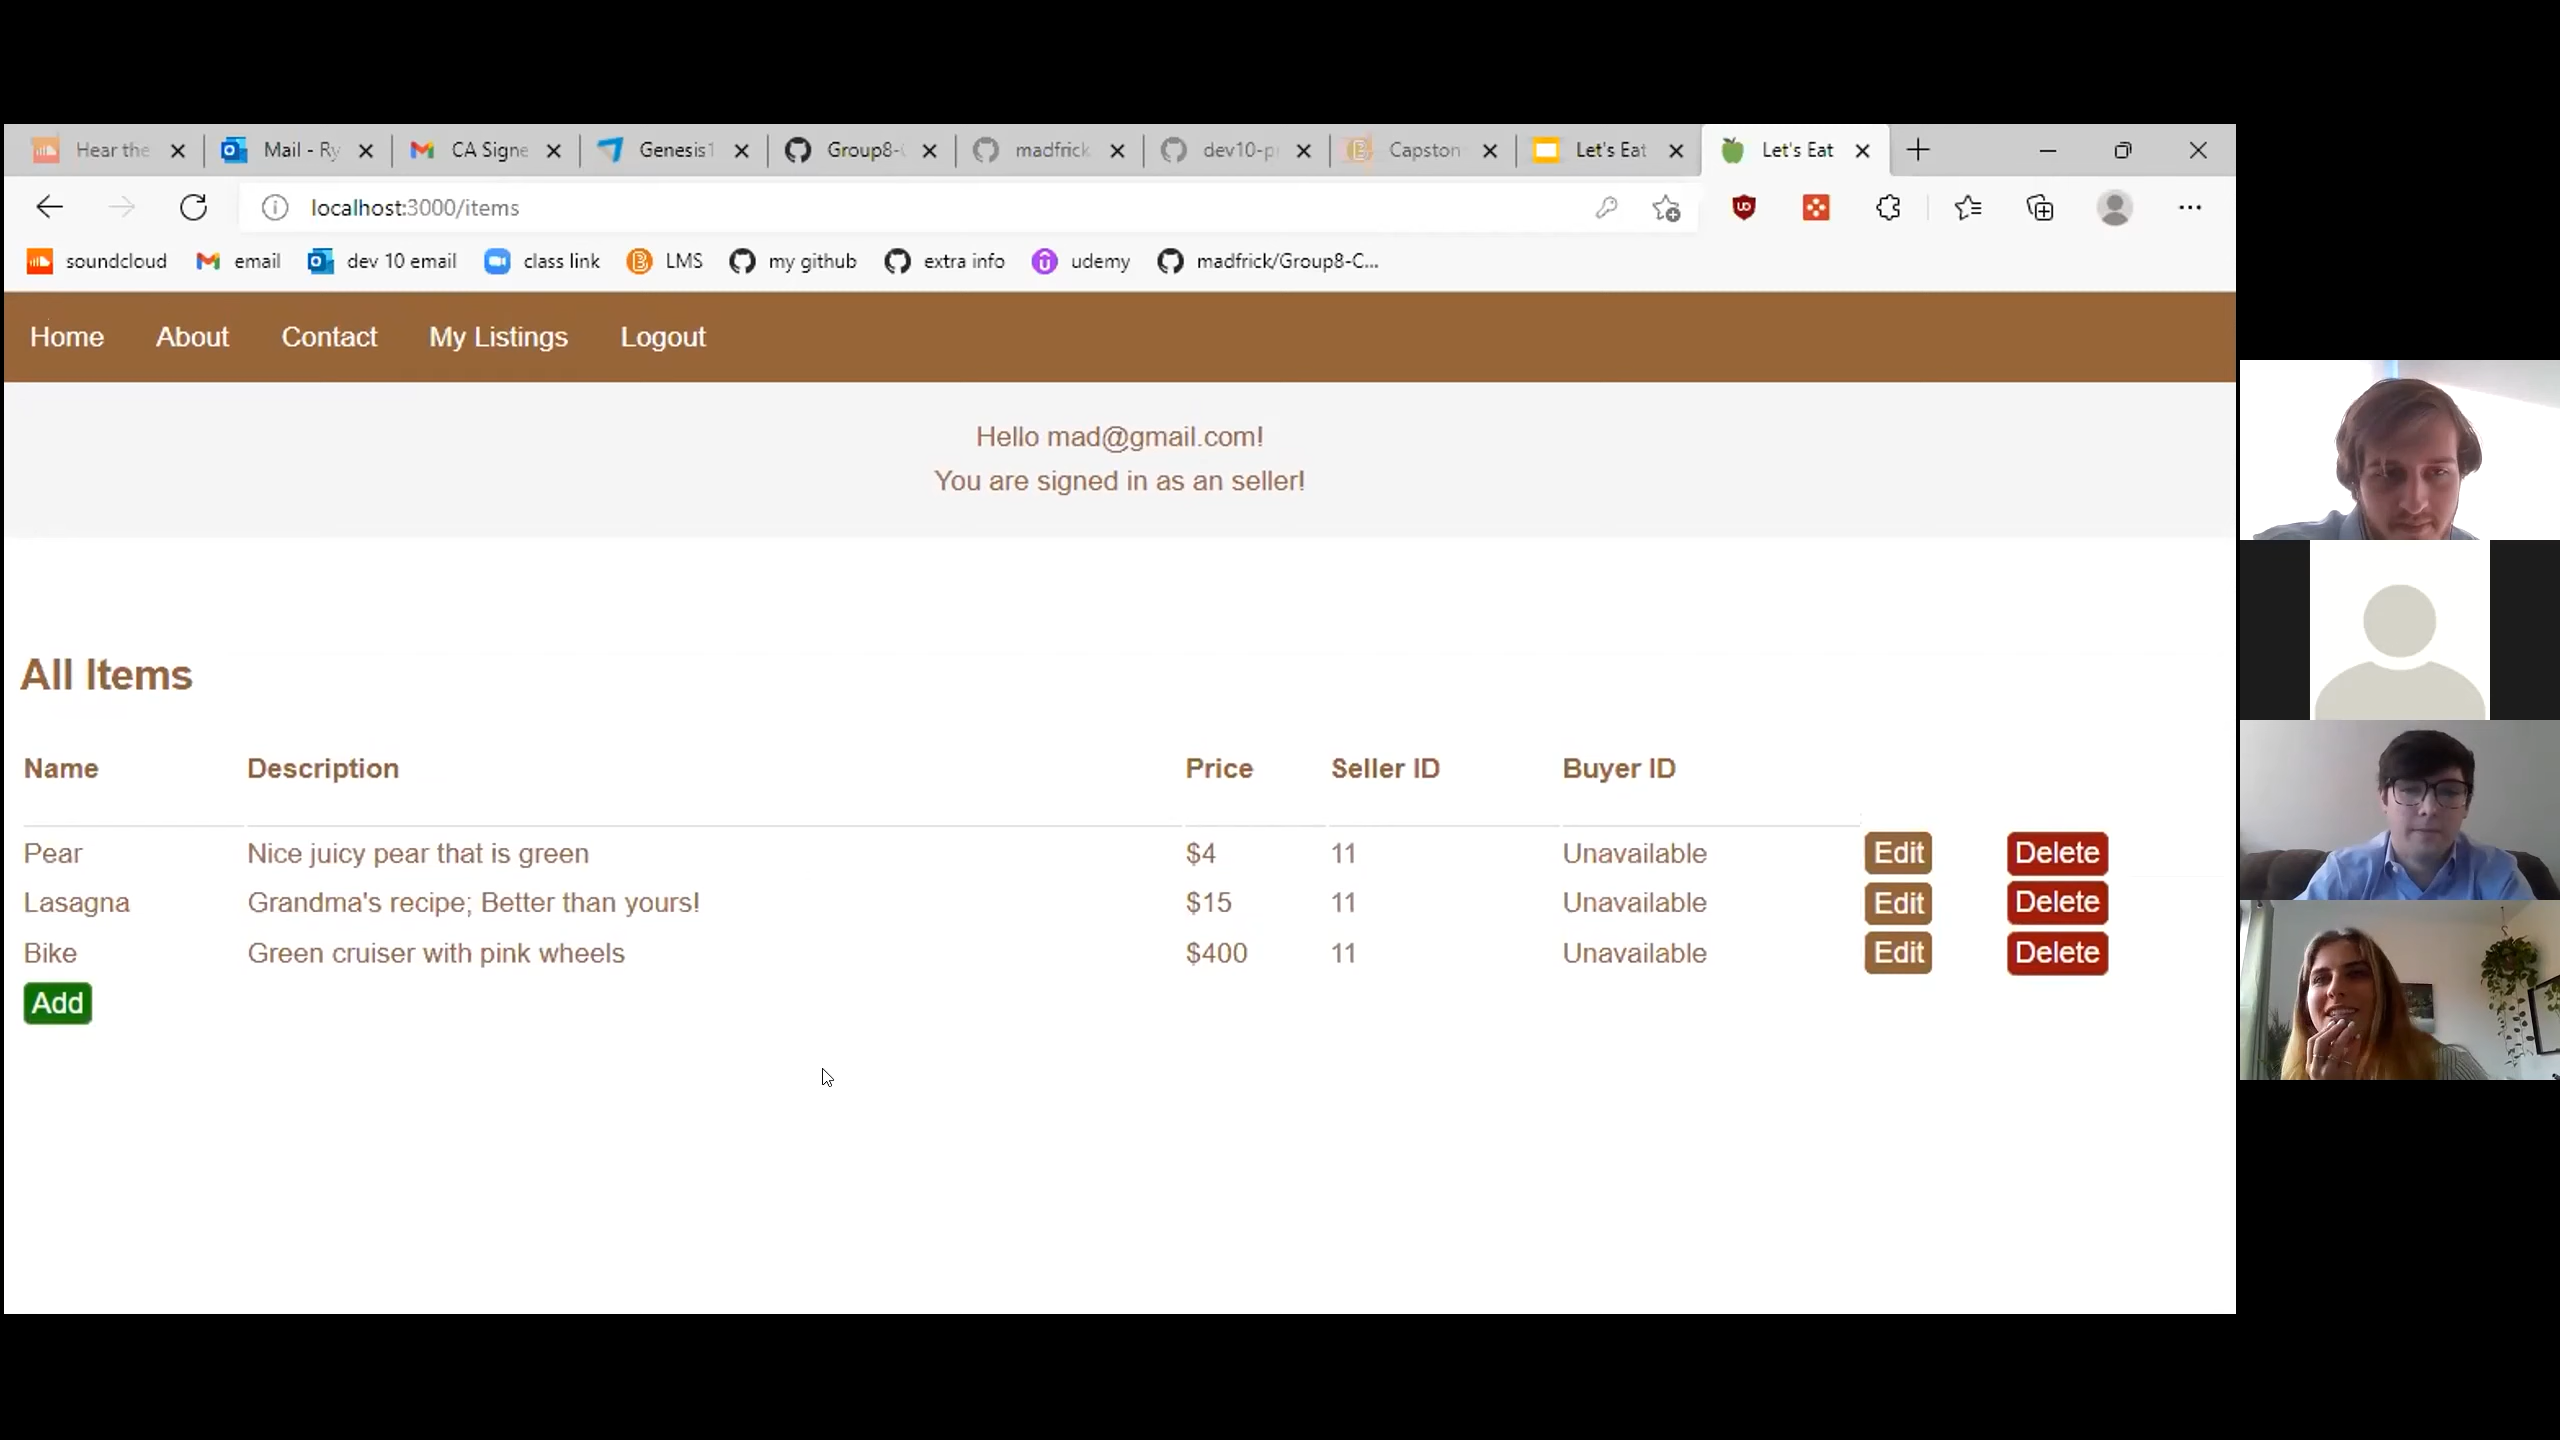 Hear the Mail - Ry CA Signe Genesis1 Group8- madfrick dev10-p Capston Let's Eat Let's Eat
localhost:3000/items
soundcloud email dev 10 email class link LMS my github extra info udemy madfrick/Group8-C...
Home About Contact My Listings Logout
Hello mad@gmail.com!
You are signed in as an seller!
All Items
Name Description Price Seller ID Buyer ID
Pear Nice juicy pear that is green $4 11 Unavailable Edit Delete
Lasagna Grandma's recipe; Better than yours! $15 11 Unavailable Edit Delete
Bike Green cruiser with pink wheels $400 11 Unavailable Edit Delete
Add